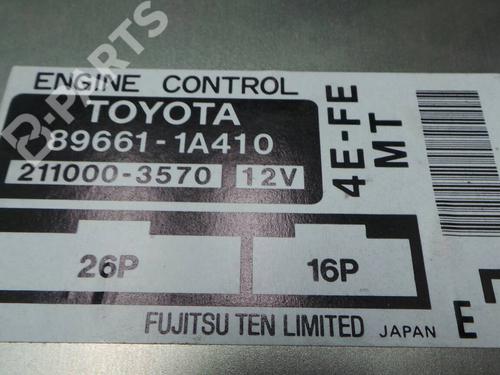 B-PARTS
ENGINE CONTROL
TOYOTA
89661-1A410
211000-3570 12V
4E-FE
MT
26P 16P
FUJITSU TEN LIMITED JAPAN
E